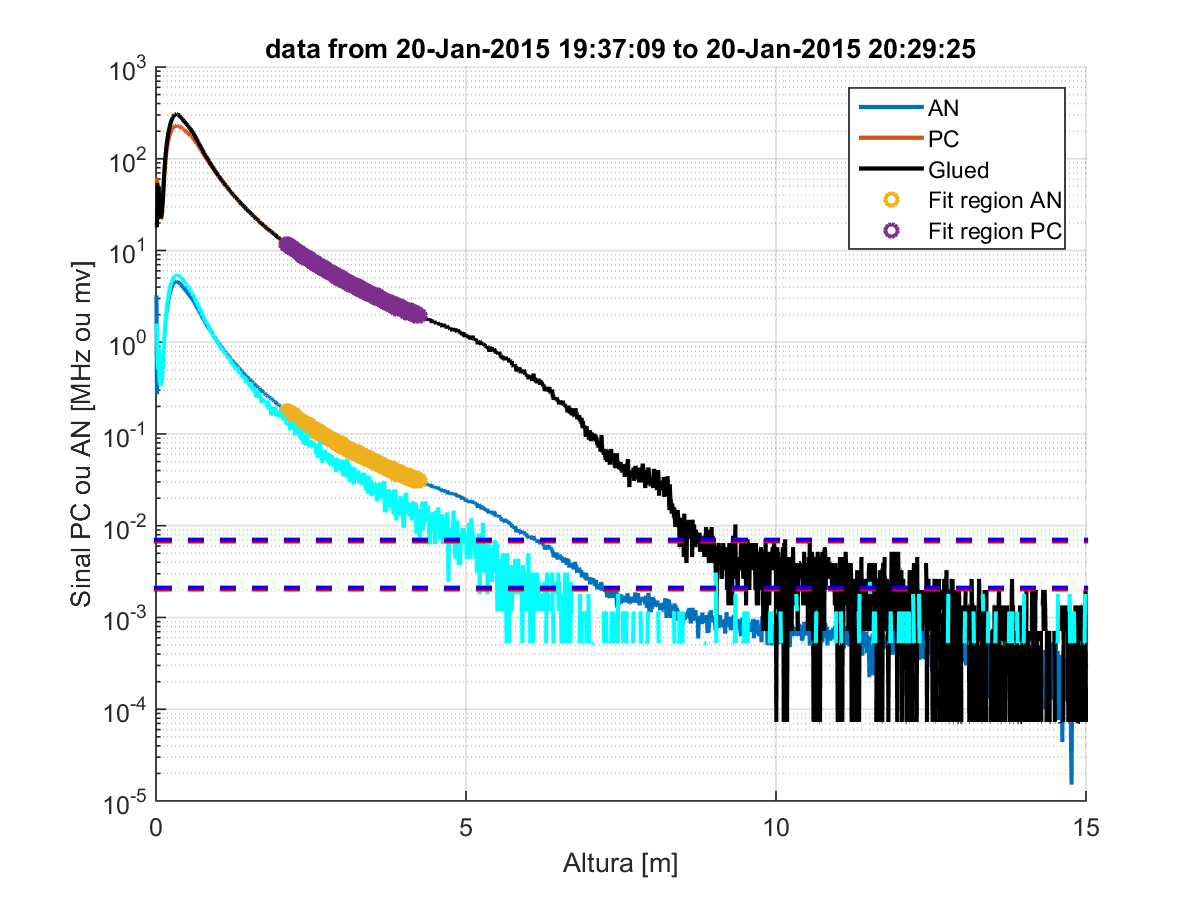 data from 20-Jan-2015 19:37:09 to 20-Jan-2015 20:29:25
AN
PC
Glued
Fit region AN
Fit region PC
Sinal PC ou AN [MHz ou mv]
10^3
10^2
10^1
10^0
10^-1
10^-2
10^-3
10^-4
10^-5
0
5
10
15
Altura [m]